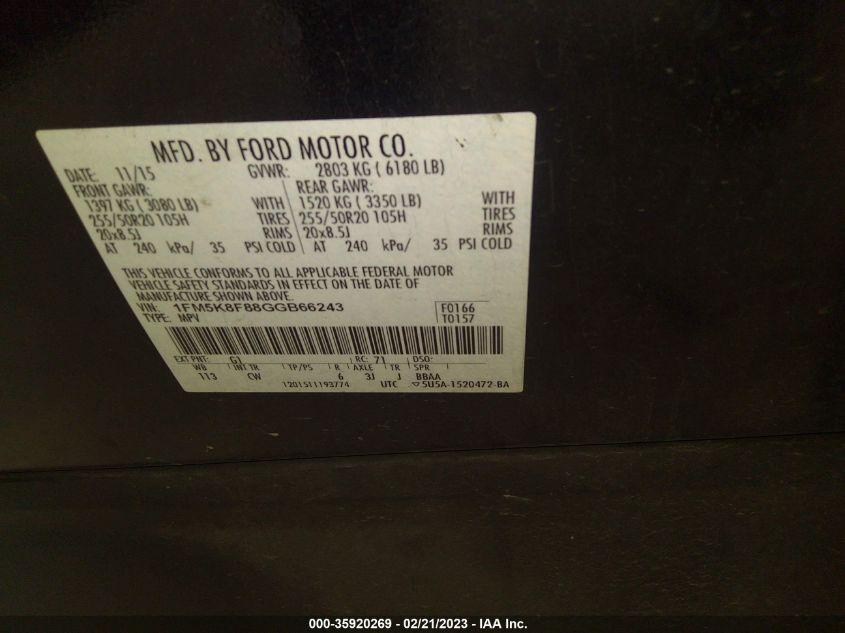 MFD. BY FORD MOTOR CO.
DATE: 11/15 GVWR: 2803 KG ( 6180 LB)
FRONT GAWR: REAR GAWR:
1397 KG ( 3080 LB) WITH 1520 KG ( 3350 LB) WITH
255/50R20 105H TIRES 255/50R20 105H TIRES
20x8.5J RIMS 20x8.5J RIMS
AT 240 kPa/ 35 PSI COLD AT 240 kPa/ 35 PSI COLD
THIS VEHICLE CONFORMS TO ALL APPLICABLE FEDERAL MOTOR
VEHICLE SAFETY STANDARDS IN EFFECT ON THE DATE OF
MANUFACTURE SHOWN ABOVE.
VIN: 1FM5K8F88GGB66243 F0166
TYPE: MPV T0157
EXT PNT: G1 RC: 71 DSO:
WB INT TR TP/PS R AXLE TR SPR
113 CW 6 3J J BBAA
1201511193774 UTC ▽5U5A-1520472-BA
000-35920269 - 02/21/2023 - IAA Inc.